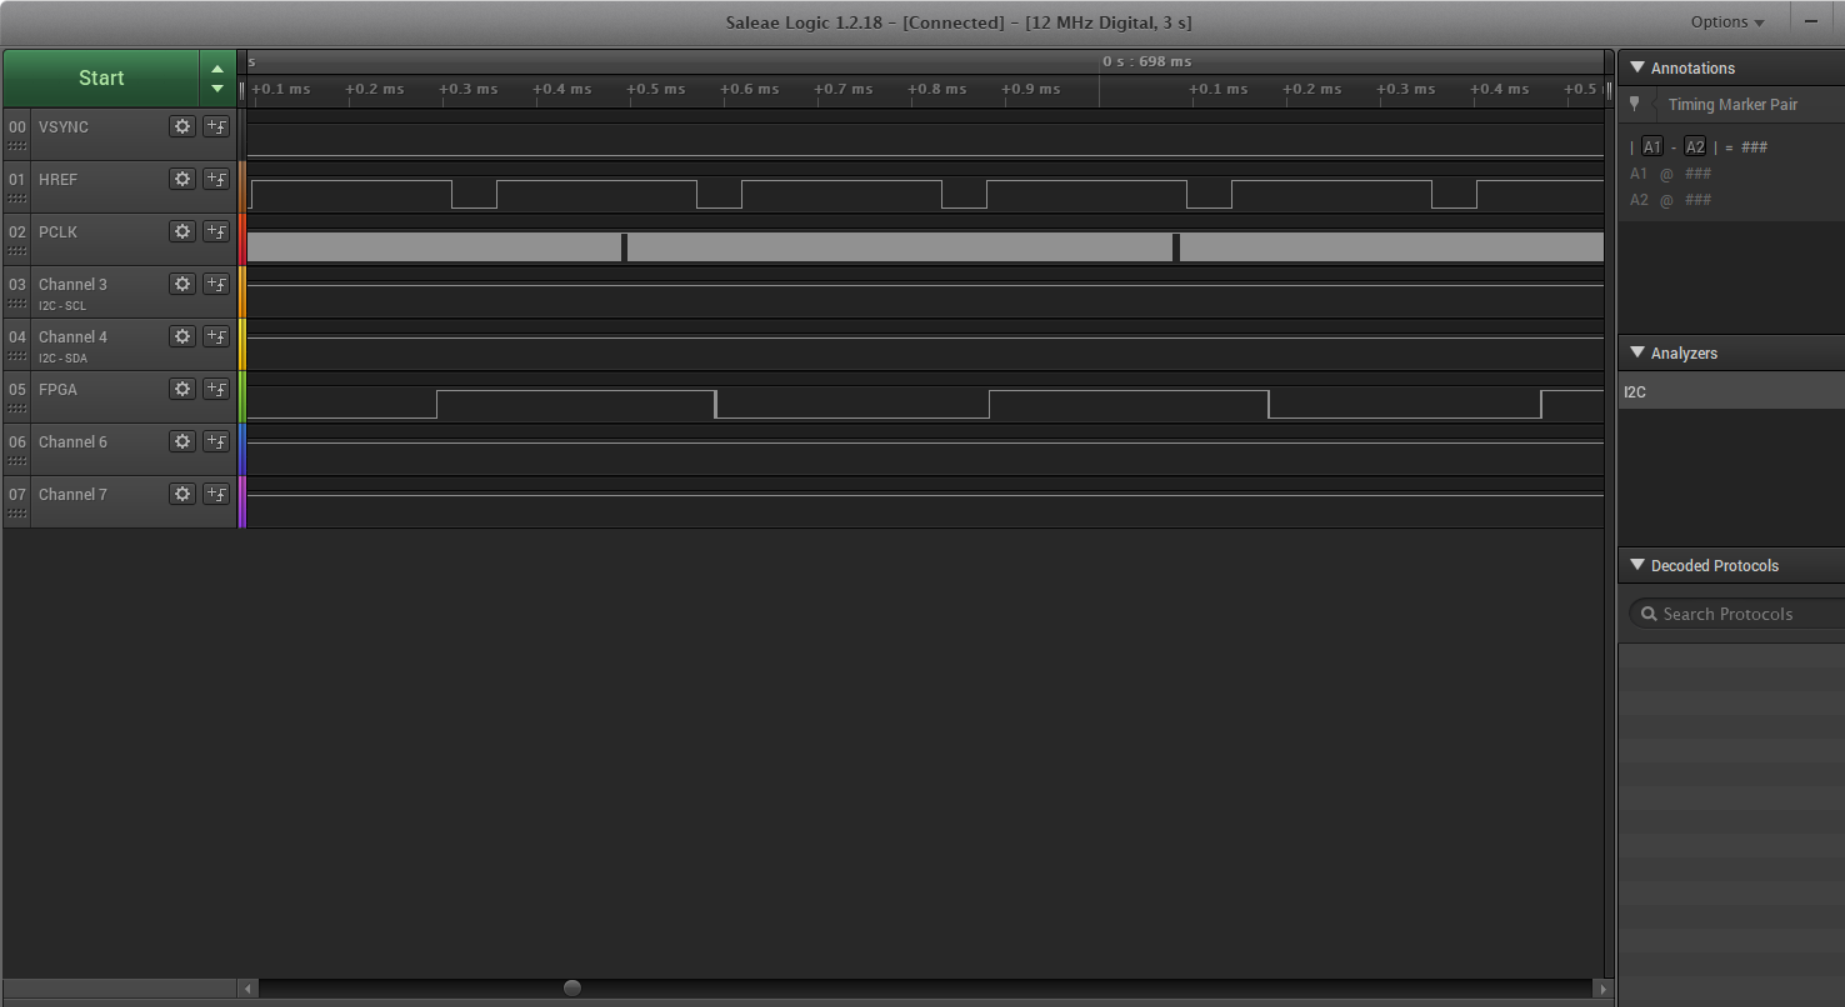 Saleae Logic 1.2.18 - [Connected] - [12 MHz Digital, 3 s]
Options
Start
s
0 s : 698 ms
+0.1 ms +0.2 ms +0.3 ms +0.4 ms +0.5 ms +0.6 ms +0.7 ms +0.8 ms +0.9 ms +0.1 ms +0.2 ms +0.3 ms +0.4 ms +0.5
00 VSYNC
01 HREF
02 PCLK
03 Channel 3
I2C - SCL
04 Channel 4
I2C - SDA
05 FPGA
06 Channel 6
07 Channel 7
Annotations
Timing Marker Pair
| A1 - A2 | = ###
A1 @ ###
A2 @ ###
Analyzers
I2C
Decoded Protocols
Search Protocols